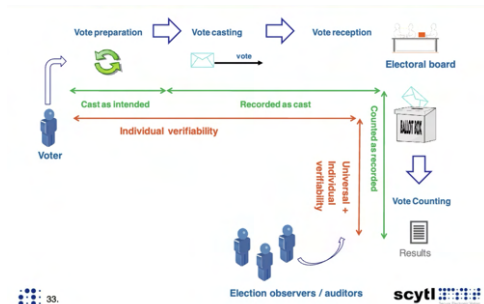 Vote preparation
Vote casting
Vote reception
vote
Electoral board
Cast as intended
Recorded as cast
Individual verifiability
Voter
Counted as recorded
BALLOT BOX
Universal +
Individual
verifiability
Vote Counting
Results
Election observers / auditors
33.
scytl